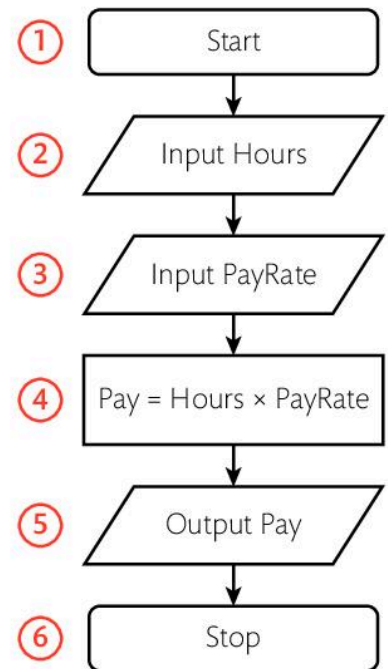 1 Start
2 Input Hours
3 Input PayRate
4 Pay = Hours × PayRate
5 Output Pay
6 Stop